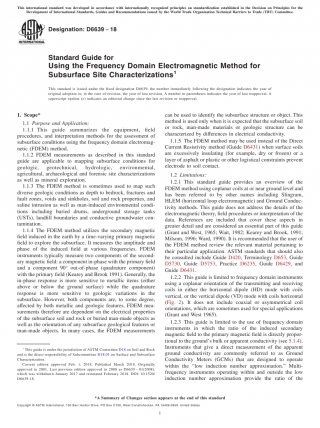 This international standard was developed in accordance with internationally recognized principles on standardization established in the Decision on Principles for the
Development of International Standards, Guides and Recommendations issued by the World Trade Organization Technical Barriers to Trade (TBT) Committee.
Designation: D6639 − 18
Standard Guide for
Using the Frequency Domain Electromagnetic Method for
Subsurface Site Characterizations1
This standard is issued under the fixed designation D6639; the number immediately following the designation indicates the year of
original adoption or, in the case of revision, the year of last revision. A number in parentheses indicates the year of last reapproval. A
superscript epsilon (ε) indicates an editorial change since the last revision or reapproval.
1. Scope*
1.1 Purpose and Application:
1.1.1 This guide summarizes the equipment, field
procedures, and interpretation methods for the assessment of
subsurface conditions using the frequency domain electromag-
netic (FDEM) method.
1.1.2 FDEM measurements as described in this standard
guide are applicable to mapping subsurface conditions for
geologic, geotechnical, hydrologic, environmental,
agricultural, archaeological and forensic site characterizations
as well as mineral exploration.
1.1.3 The FDEM method is sometimes used to map such
diverse geologic conditions as depth to bedrock, fractures and
fault zones, voids and sinkholes, soil and rock properties, and
saline intrusion as well as man-induced environmental condi-
tions including buried drums, underground storage tanks
(USTs), landfill boundaries and conductive groundwater con-
tamination.
1.1.4 The FDEM method utilizes the secondary magnetic
field induced in the earth by a time-varying primary magnetic
field to explore the subsurface. It measures the amplitude and
phase of the induced field at various frequencies. FDEM
instruments typically measure two components of the second-
ary magnetic field: a component in-phase with the primary field
and a component 90° out-of-phase (quadrature component)
with the primary field (Kearey and Brook 1991). Generally, the
in-phase component is more sensitive to metallic items (either
above or below the ground surface) while the quadrature
response is more sensitive to geologic variations in the
subsurface. However, both components are, to some degree,
affected by both metallic and geologic features. FDEM mea-
surements therefore are dependent on the electrical properties
of the subsurface soil and rock or buried man-made objects as
well as the orientation of any subsurface geological features or
man-made objects. In many cases, the FDEM measurements
1 This guide is under the jurisdiction of ASTM Committee D18 on Soil and Rock
and is the direct responsibility of Subcommittee D18.01 on Surface and Subsurface
Characterization.
Current edition approved Feb. 1, 2018. Published March 2018. Originally
approved in 2001. Last previous edition approved in 2008 as D6639 – 01(2008),
which was withdrawn January 2017 and reinstated February 2018. DOI: 10.1520/
D6639-18.
can be used to identify the subsurface structure or object. This
method is used only when it is expected that the subsurface soil
or rock, man-made materials or geologic structure can be
characterized by differences in electrical conductivity.
1.1.5 The FDEM method may be used instead of the Direct
Current Resistivity method (Guide D6431) when surface soils
are excessively insulating (for example, dry or frozen) or a
layer of asphalt or plastic or other logistical constraints prevent
electrode to soil contact.
1.2 Limitations:
1.2.1 This standard guide provides an overview of the
FDEM method using coplanar coils at or near ground level and
has been referred to by other names including Slingram,
HLEM (horizontal loop electromagnetic) and Ground Conduc-
tivity methods. This guide does not address the details of the
electromagnetic theory, field procedures or interpretation of the
data. References are included that cover these aspects in
greater detail and are considered an essential part of this guide
(Grant and West, 1965; Wait, 1982; Kearey and Brook, 1991;
Milsom, 1996; Ward, 1990). It is recommended that the user of
the FDEM method review the relevant material pertaining to
their particular application. ASTM standards that should also
be consulted include Guide D420, Terminology D653, Guide
D5730, Guide D5753, Practice D6235, Guide D6429, and
Guide D6431.
1.2.2 This guide is limited to frequency domain instruments
using a coplanar orientation of the transmitting and receiving
coils in either the horizontal dipole (HD) mode with coils
vertical, or the vertical dipole (VD) mode with coils horizontal
(Fig. 2). It does not include coaxial or asymmetrical coil
orientations, which are sometimes used for special applications
(Grant and West 1965).
1.2.3 This guide is limited to the use of frequency domain
instruments in which the ratio of the induced secondary
magnetic field to the primary magnetic field is directly propor-
tional to the ground's bulk or apparent conductivity (see 5.1.4).
Instruments that give a direct measurement of the apparent
ground conductivity are commonly referred to as Ground
Conductivity Meters (GCMs) that are designed to operate
within the "low induction number approximation." Multi-
frequency instruments operating within and outside the low
induction number approximation provide the ratio of the
*A Summary of Changes section appears at the end of this standard
1